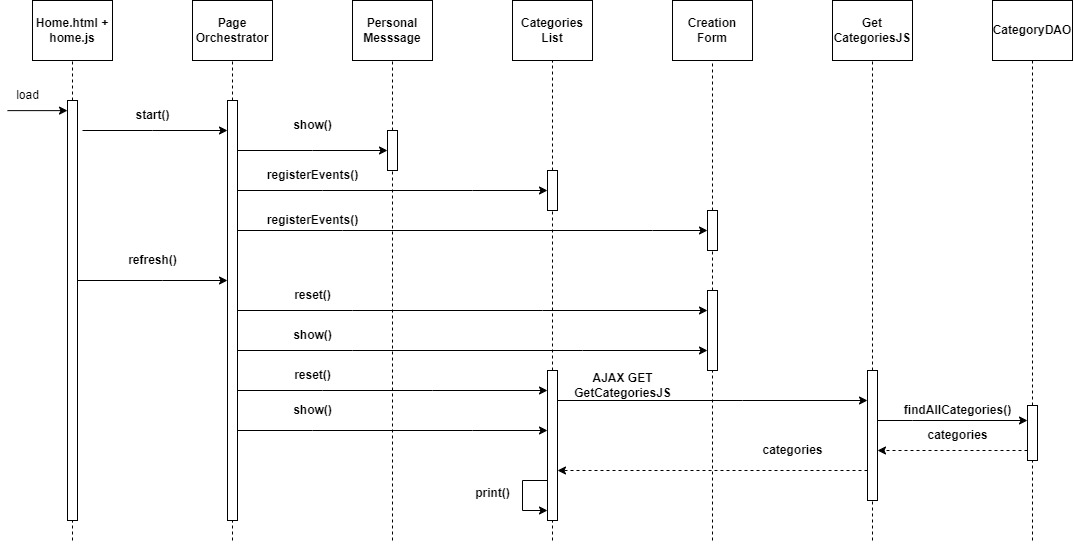 Home.html +
home.js
Page
Orchestrator
Personal
Messsage
Categories
List
Creation
Form
Get
CategoriesJS
CategoryDAO
load
start()
show()
registerEvents()
registerEvents()
refresh()
reset()
show()
reset()
AJAX GET
GetCategoriesJS
show()
findAllCategories()
categories
categories
print()